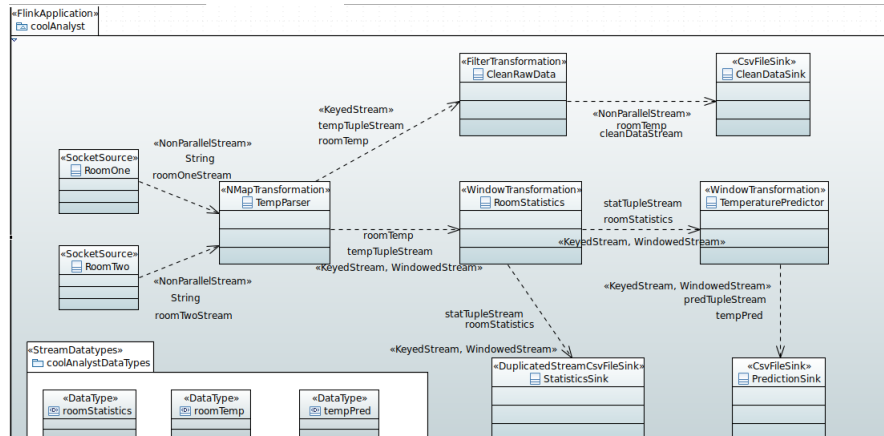 «FlinkApplication»
coolAnalyst
«FilterTransformation»
CleanRawData
«CsvFileSink»
CleanDataSink
«KeyedStream»
tempTupleStream
roomTemp
«NonParallelStream»
roomTemp
cleanDataStream
«NonParallelStream»
String
roomOneStream
«SocketSource»
RoomOne
«NMapTransformation»
TempParser
«WindowTransformation»
RoomStatistics
«WindowTransformation»
TemperaturePredictor
statTupleStream
roomStatistics
«KeyedStream, WindowedStream»
roomTemp
tempTupleStream
«KeyedStream, WindowedStream»
«SocketSource»
RoomTwo
«NonParallelStream»
String
roomTwoStream
«KeyedStream, WindowedStream»
predTupleStream
tempPred
statTupleStream
roomStatistics
«KeyedStream, WindowedStream»
«StreamDatatypes»
coolAnalystDataTypes
«DuplicatedStreamCsvFileSink»
StatisticsSink
«CsvFileSink»
PredictionSink
«DataType»
roomStatistics
«DataType»
roomTemp
«DataType»
tempPred